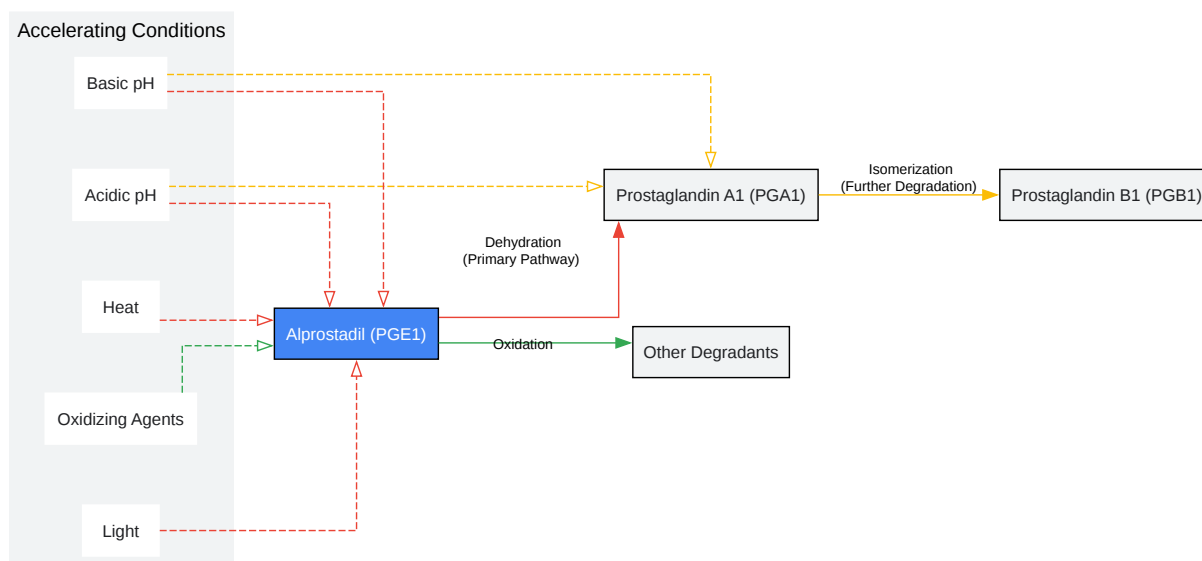 Accelerating Conditions
Basic pH
Acidic pH
Heat
Oxidizing Agents
Light
Alprostadil (PGE1)
Dehydration
(Primary Pathway)
Oxidation
Prostaglandin A1 (PGA1)
Other Degradants
Isomerization
(Further Degradation)
Prostaglandin B1 (PGB1)